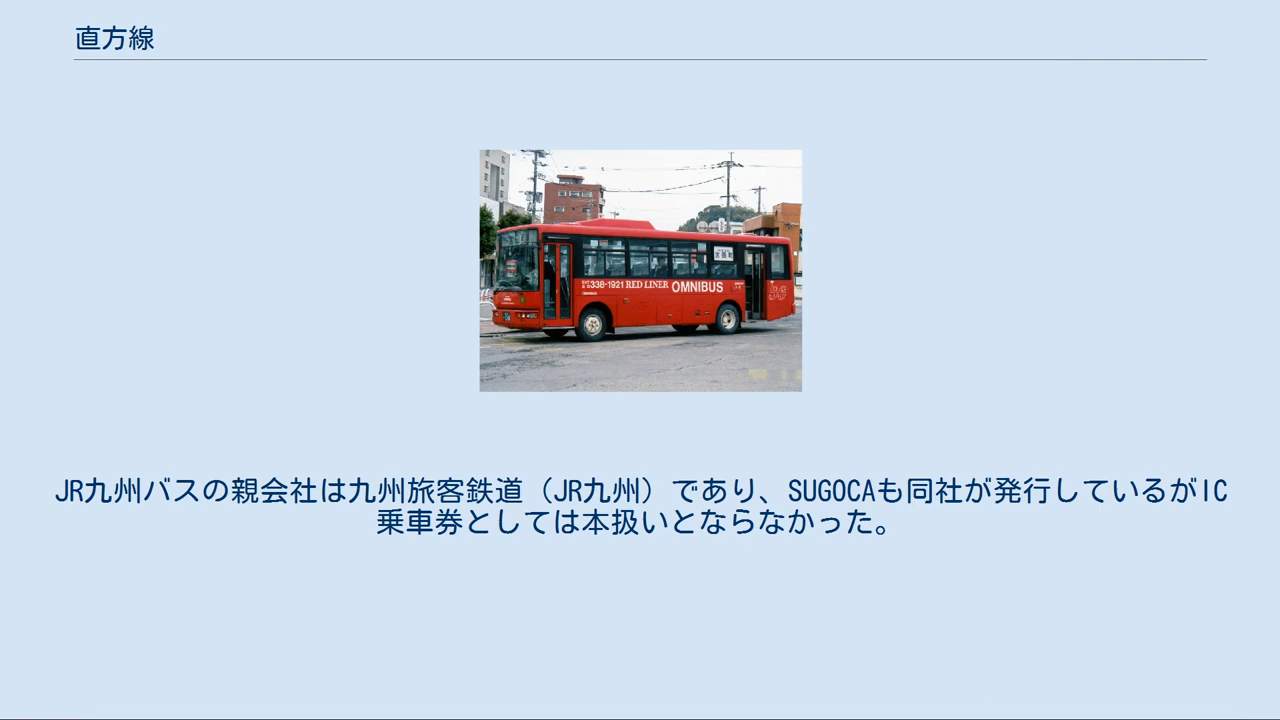 直方線
338-1921 RED LINER OMNIBUS
JR九州バスの親会社は九州旅客鉄道（JR九州）であり、SUGOCAも同社が発行しているがIC
乗車券としては本扱いとならなかった。